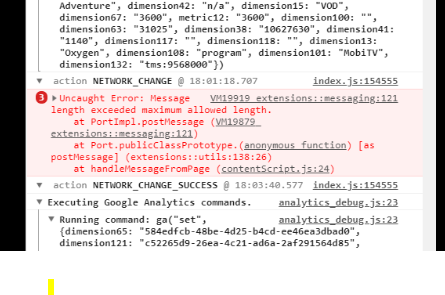 Adventure", dimension42: "n/a", dimension15: "VOD",
dimension67: "3600", metric12: "3600", dimension100: "",
dimension63: "31025", dimension38: "10627630", dimension41:
"1140", dimension117: "", dimension118: "", dimension13:
"Oxygen", dimension108: "program", dimension101: "MobiTV",
dimension132: "tms:9568000"})
▼ action NETWORK_CHANGE @ 18:01:18.707 index.js:154555
3 ▶Uncaught Error: Message VM19919 extensions::messaging:121
length exceeded maximum allowed length.
at PortImpl.postMessage (VM19879
extensions::messaging:121)
at Port.publicClassPrototype.(anonymous function) [as
postMessage] (extensions::utils:138:26)
at handleMessageFromPage (contentScript.js:24)
▼ action NETWORK_CHANGE_SUCCESS @ 18:03:40.577 index.js:154555
▼ Executing Google Analytics commands. analytics_debug.js:23
▼ Running command: ga("set", analytics_debug.js:23
{dimension65: "584edfcb-48be-4d25-b4cd-ee46ea3dbad0",
dimension121: "c52265d9-26ea-4c21-ad6a-2af291564d85",